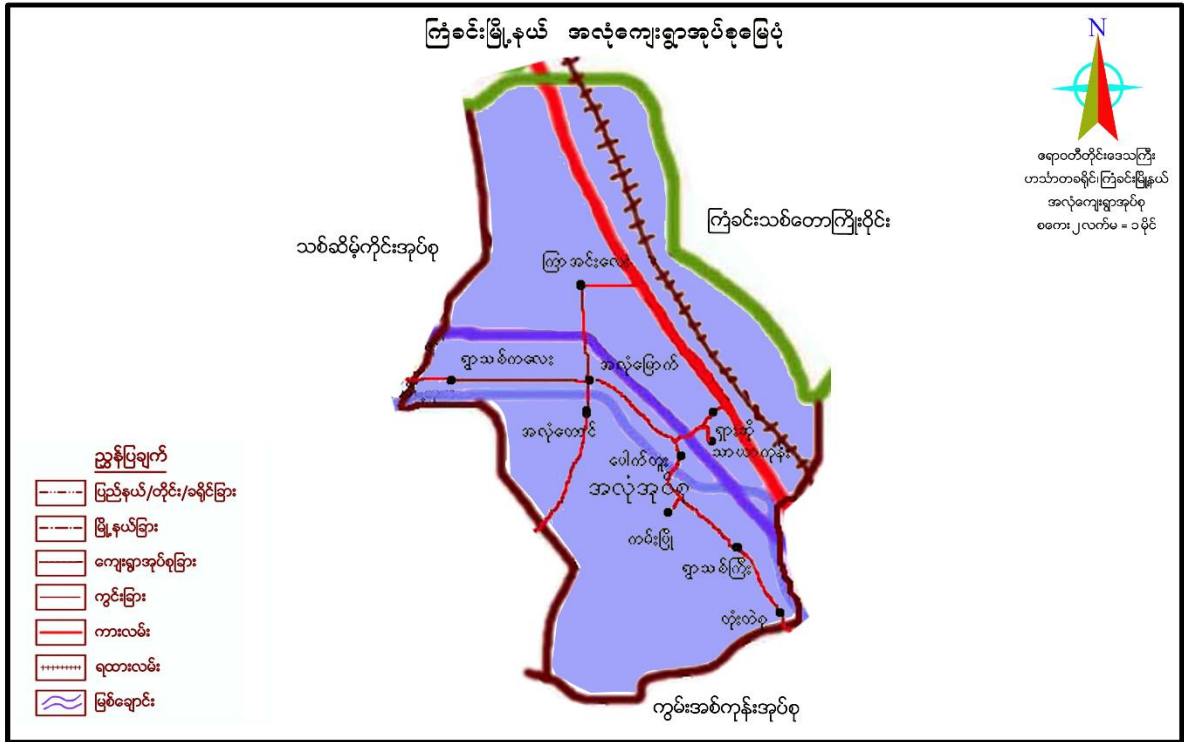 ကြံခင်းမြို့နယ် အလုံကျေးရွာအုပ်စုမြေပုံ
N
ဧရာဝတီတိုင်းဒေသကြီး
ဟင်္သာတခရိုင်၊ကြံခင်းမြို့နယ်
အလုံကျေးရွာအုပ်စု
စကေး ၂ လက်မ = ၁ မိုင်
ကြံခင်းသစ်တောကြိုးဝိုင်း
သစ်ဆိမ့်ကိုင်းအုပ်စု
ကြာအင်းလေး
ရွာသစ်ကလေး
အလုံမြောက်
အလုံတောင်
ရှားဆို
သာယာကုန်း
ပေါက်တူး
အလုံအုပ်စု
ကမ်းပြို
ရွာသစ်ကြီး
တုံးတဲစု
ကွမ်းအစ်ကုန်းအုပ်စု
ညွှန်ပြချက်
ပြည်နယ်/တိုင်း/ခရိုင်ခြား
မြို့နယ်ခြား
ကျေးရွာအုပ်စုခြား
ကွင်းခြား
ကားလမ်း
ရထားလမ်း
မြစ်ချောင်း